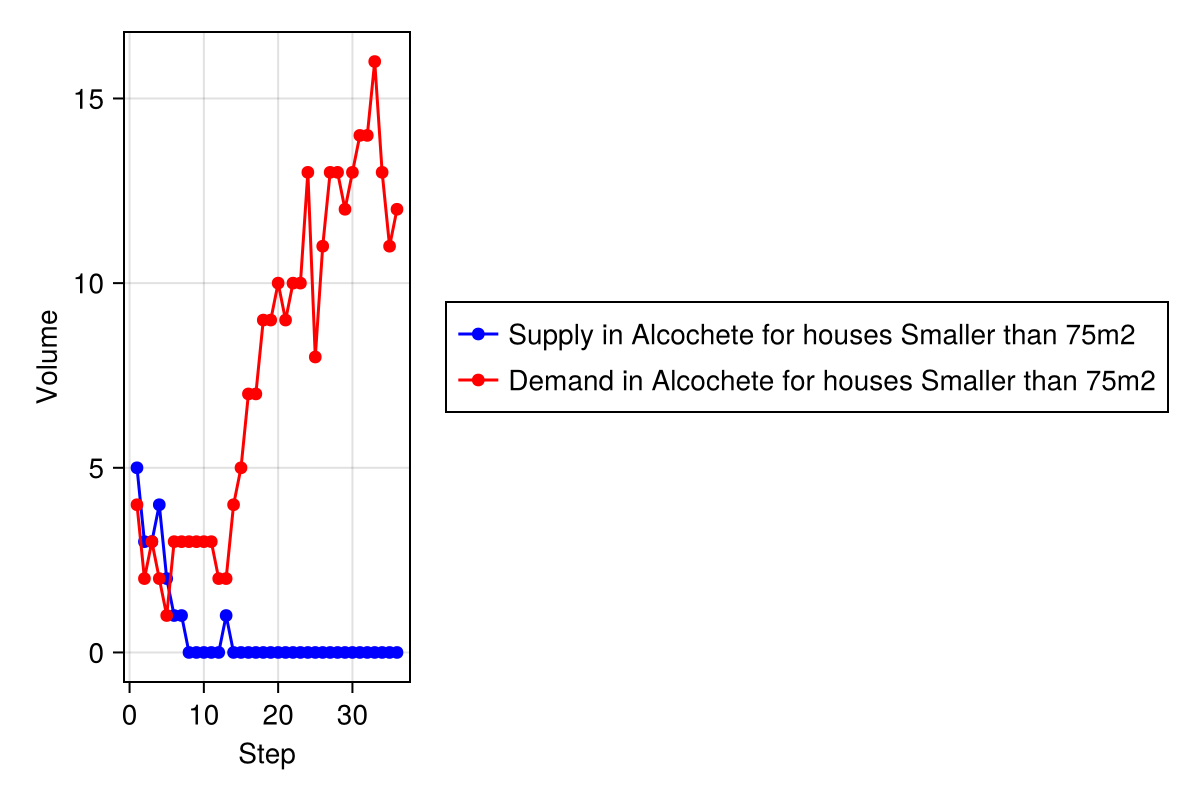 15
10
5
0
Volume
0 10 20 30
Step
Supply in Alcochete for houses Smaller than 75m2
Demand in Alcochete for houses Smaller than 75m2